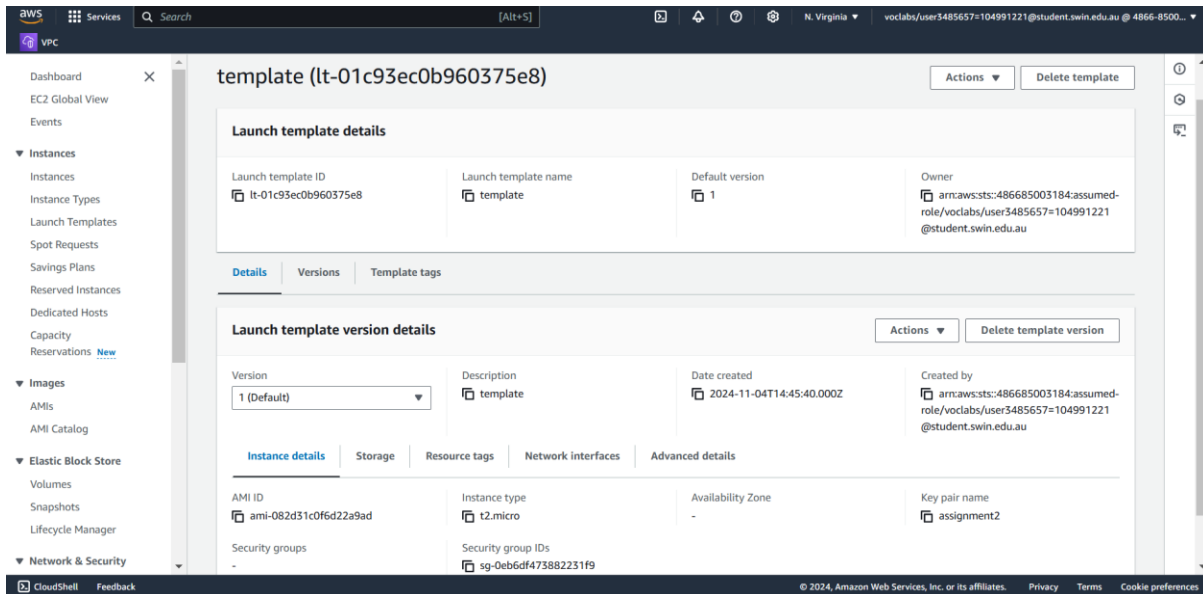 aws Services Search [Alt+S] N. Virginia ▼ voclabs/user3485657=104991221@student.swin.edu.au @ 4866-8500... ▼
VPC
Dashboard
EC2 Global View
Events
Instances
Instances
Instance Types
Launch Templates
Spot Requests
Savings Plans
Reserved Instances
Dedicated Hosts
Capacity
Reservations New
Images
AMIs
AMI Catalog
Elastic Block Store
Volumes
Snapshots
Lifecycle Manager
Network & Security
template (lt-01c93ec0b960375e8)
Actions ▼ Delete template
Launch template details
Launch template ID
lt-01c93ec0b960375e8
Launch template name
template
Default version
1
Owner
arn:aws:sts::486685003184:assumed-
role/voclabs/user3485657=104991221
@student.swin.edu.au
Details Versions Template tags
Launch template version details
Actions ▼ Delete template version
Version
1 (Default)
Description
template
Date created
2024-11-04T14:45:40.000Z
Created by
arn:aws:sts::486685003184:assumed-
role/voclabs/user3485657=104991221
@student.swin.edu.au
Instance details Storage Resource tags Network interfaces Advanced details
AMI ID
ami-082d31c0f6d22a9ad
Instance type
t2.micro
Availability Zone
-
Key pair name
assignment2
Security groups
-
Security group IDs
sg-0eb6df473882231f9
CloudShell Feedback © 2024, Amazon Web Services, Inc. or its affiliates. Privacy Terms Cookie preferences